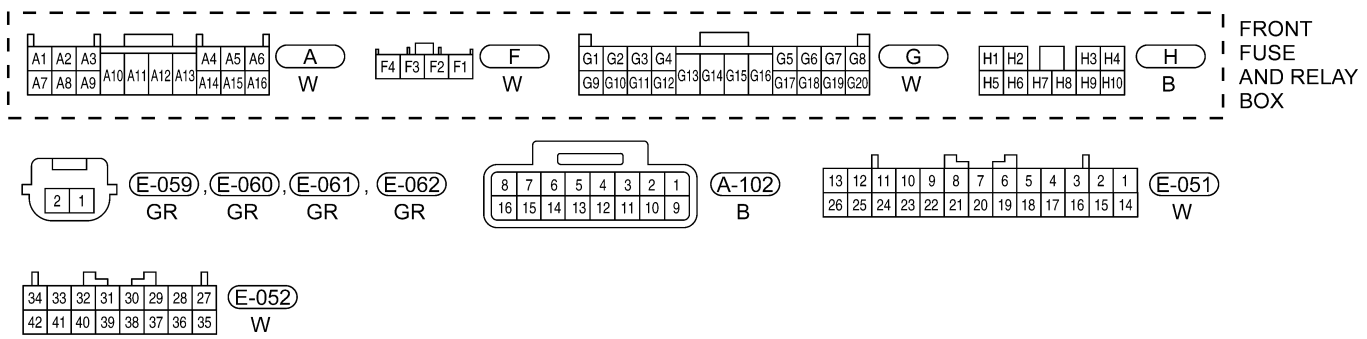 A1 A2 A3 A4 A5 A6
A10 A11 A12 A13
A7 A8 A9 A14 A15 A16
A
W
F4 F3 F2 F1
F
W
G1 G2 G3 G4 G5 G6 G7 G8
G13 G14 G15 G16
G9 G10 G11 G12 G17 G18 G19 G20
G
W
H1 H2 H3 H4
H5 H6 H7 H8 H9 H10
H
B
FRONT
FUSE
AND RELAY
BOX
2 1
E-059 , E-060 , E-061 , E-062
GR GR GR GR
8 7 6 5 4 3 2 1
16 15 14 13 12 11 10 9
A-102
B
13 12 11 10 9 8 7 6 5 4 3 2 1
26 25 24 23 22 21 20 19 18 17 16 15 14
E-051
W
34 33 32 31 30 29 28 27
42 41 40 39 38 37 36 35
E-052
W